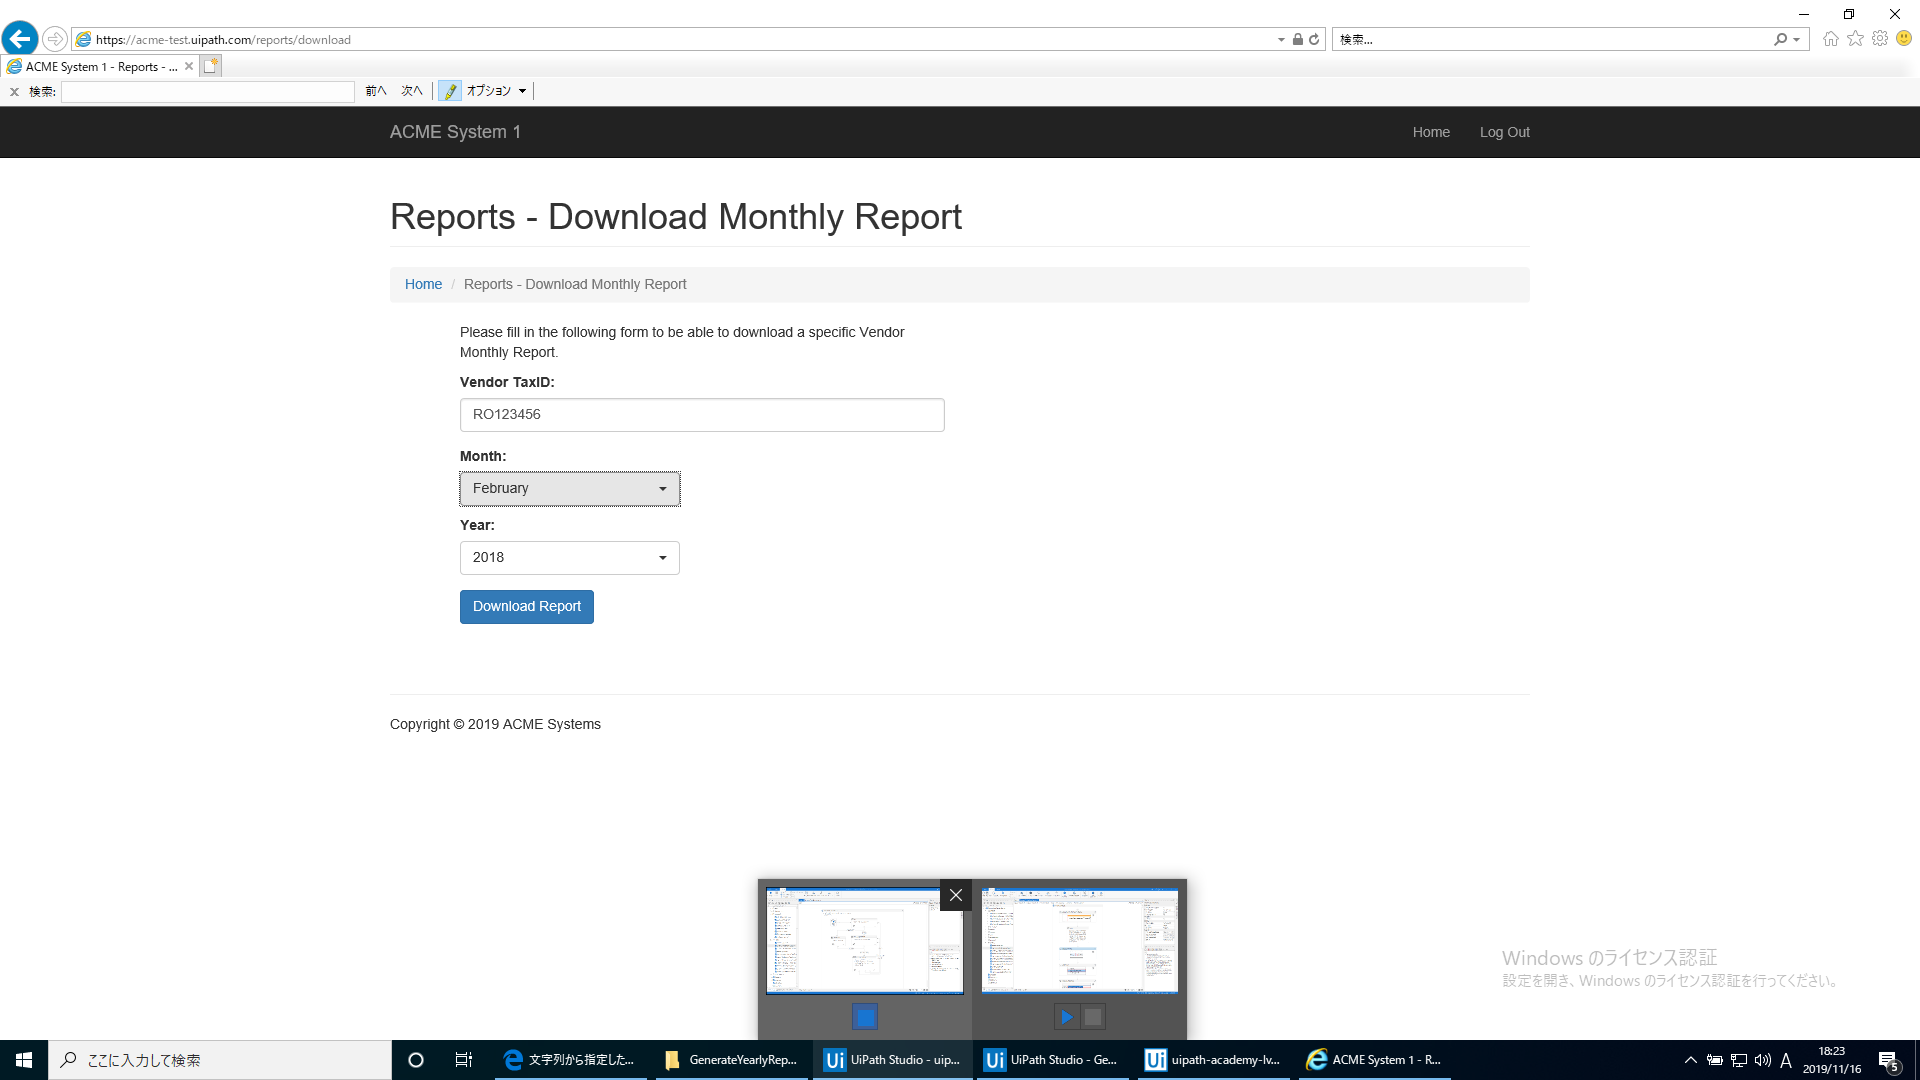 https://acme-test.uipath.com/reports/download
検索...
ACME System 1 - Reports - ...
検索:
前へ 次へ オプション
ACME System 1
Home Log Out
Reports - Download Monthly Report
Home / Reports - Download Monthly Report
Please fill in the following form to be able to download a specific Vendor
Monthly Report.
Vendor TaxID:
RO123456
Month:
February
Year:
2018
Download Report
Copyright © 2019 ACME Systems
Windows のライセンス認証
設定を開き、Windows のライセンス認証を行ってください。
ここに入力して検索
文字列から指定した...
GenerateYearlyRep...
UiPath Studio - uip...
UiPath Studio - Ge...
uipath-academy-lv...
ACME System 1 - R...
A
18:23
2019/11/16
5